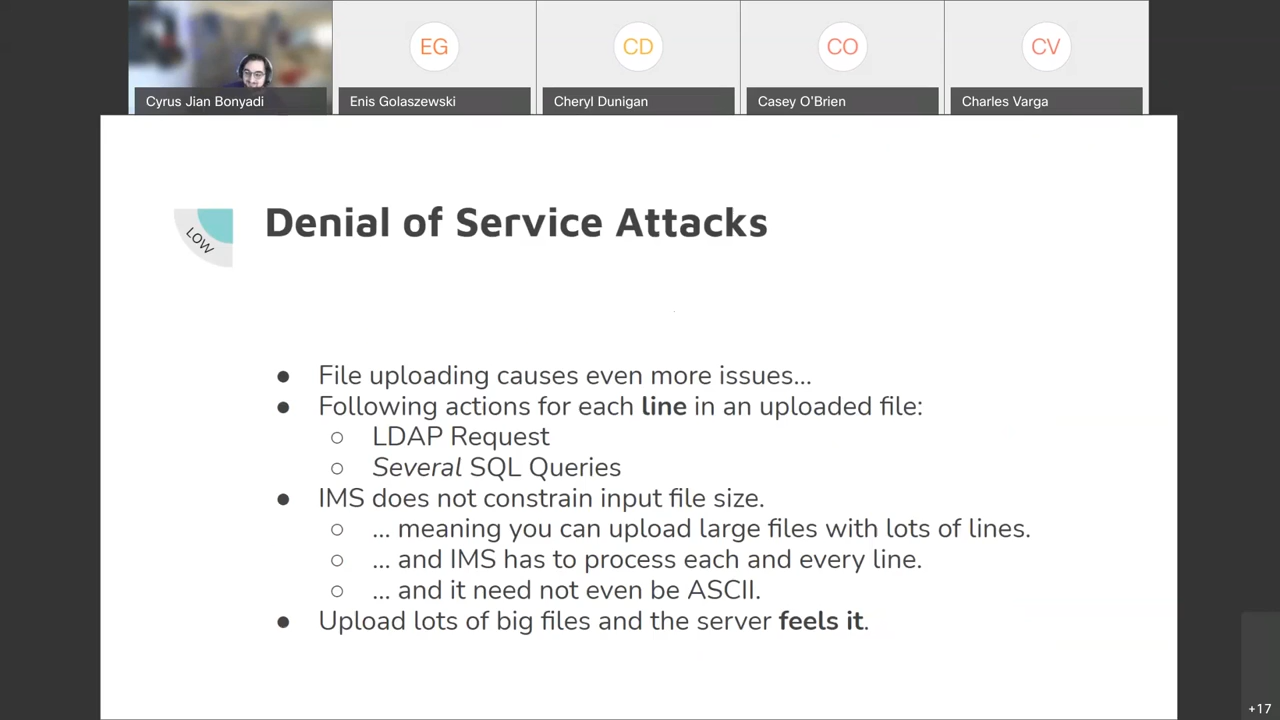 EG
CD
CO
CV
Cyrus Jian Bonyadi
Enis Golaszewski
Cheryl Dunigan
Casey O'Brien
Charles Varga
LOW
Denial of Service Attacks
● File uploading causes even more issues...
● Following actions for each line in an uploaded file:
○ LDAP Request
○ Several SQL Queries
● IMS does not constrain input file size.
○ ... meaning you can upload large files with lots of lines.
○ ... and IMS has to process each and every line.
○ ... and it need not even be ASCII.
● Upload lots of big files and the server feels it.
+17